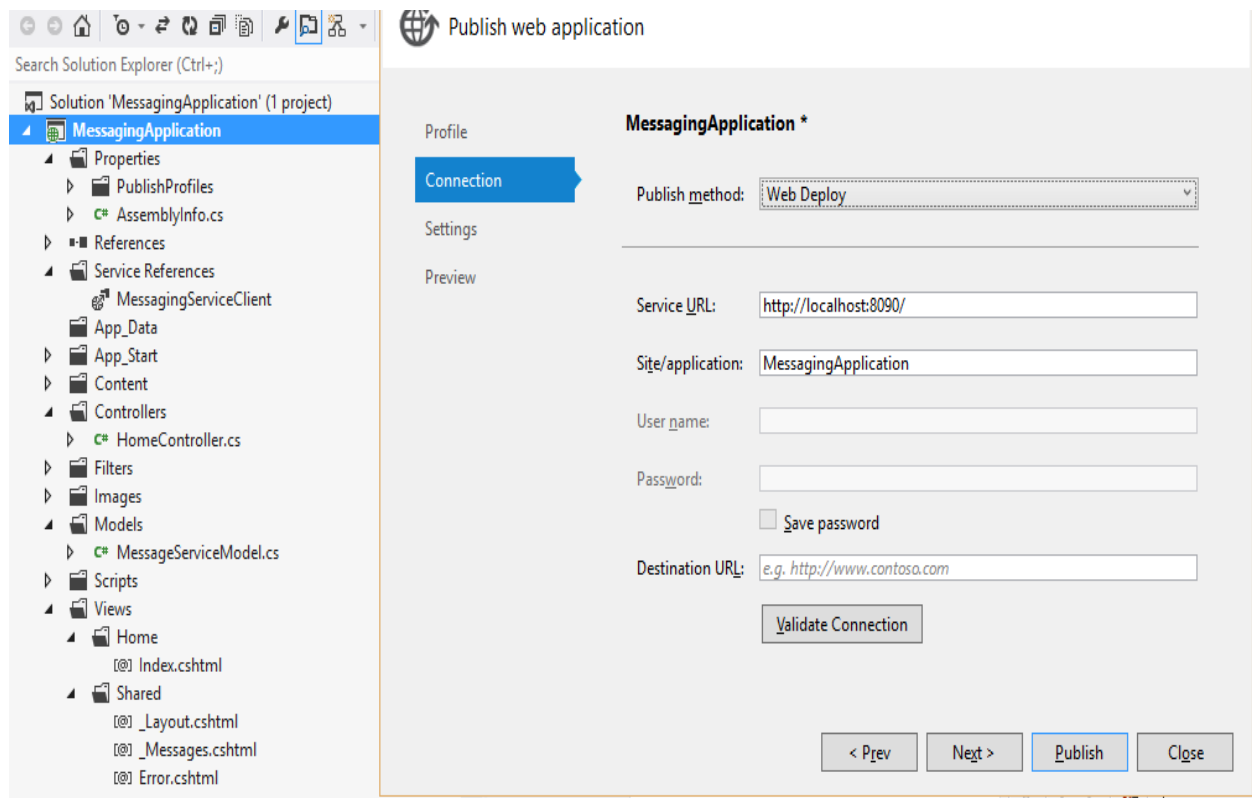 Search Solution Explorer (Ctrl+;)
Solution 'MessagingApplication' (1 project)
MessagingApplication
Properties
PublishProfiles
C# AssemblyInfo.cs
References
Service References
MessagingServiceClient
App_Data
App_Start
Content
Controllers
C# HomeController.cs
Filters
Images
Models
C# MessageServiceModel.cs
Scripts
Views
Home
[@] Index.cshtml
Shared
[@] _Layout.cshtml
[@] _Messages.cshtml
[@] Error.cshtml
Publish web application
Profile
Connection
Settings
Preview
MessagingApplication *
Publish method: Web Deploy
Service URL: http://localhost:8090/
Site/application: MessagingApplication
User name:
Password:
Save password
Destination URL: e.g. http://www.contoso.com
Validate Connection
< Prev
Next >
Publish
Close